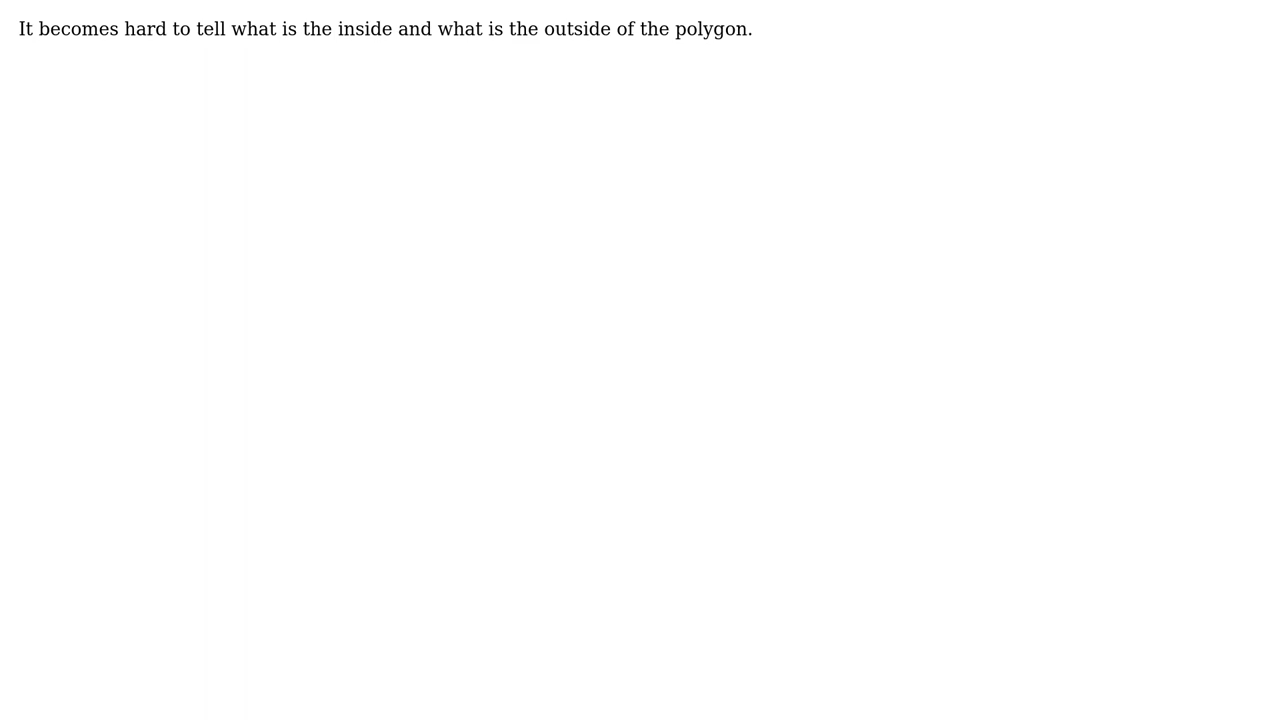 It becomes hard to tell what is the inside and what is the outside of the polygon.